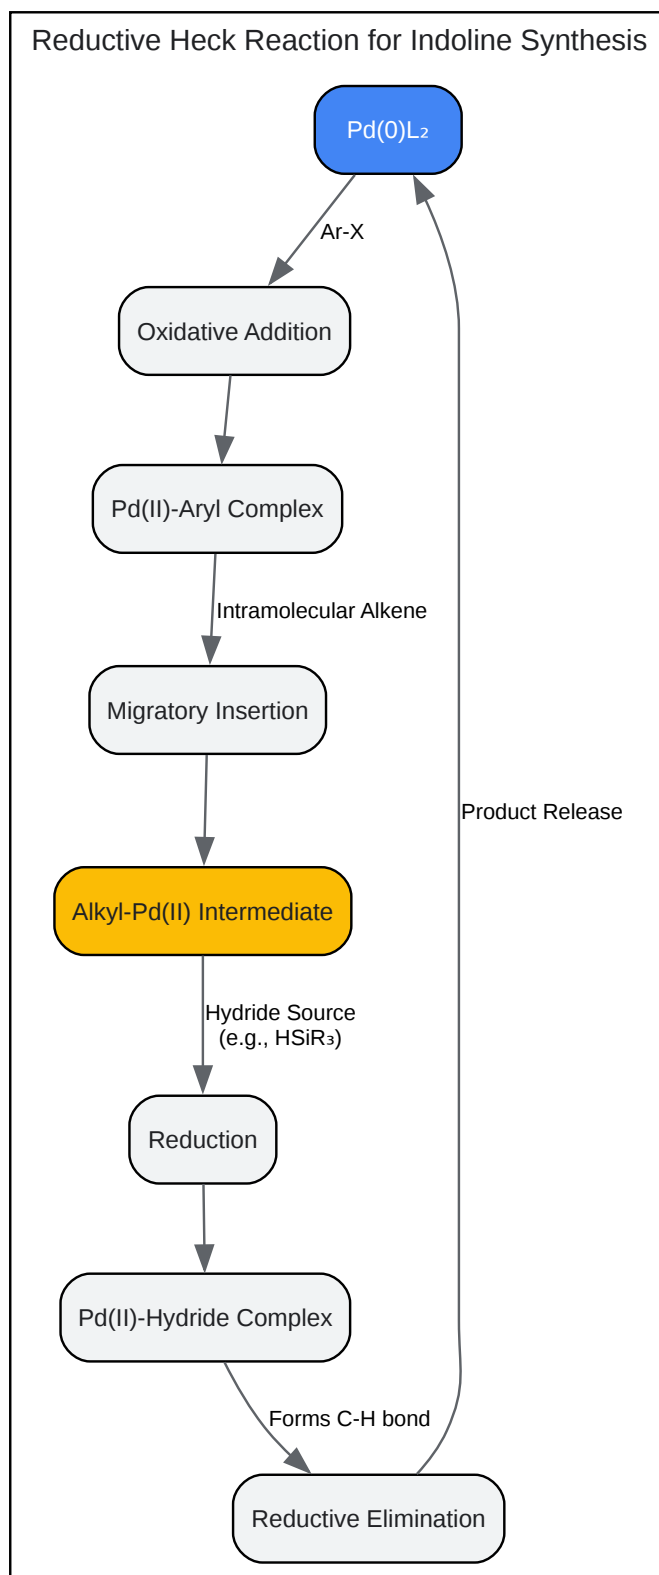 Reductive Heck Reaction for Indoline Synthesis
Pd(0)L₂
Ar-X
Oxidative Addition
Pd(II)-Aryl Complex
Intramolecular Alkene
Migratory Insertion
Product Release
Alkyl-Pd(II) Intermediate
Hydride Source
(e.g., HSiR₃)
Reduction
Pd(II)-Hydride Complex
Forms C-H bond
Reductive Elimination